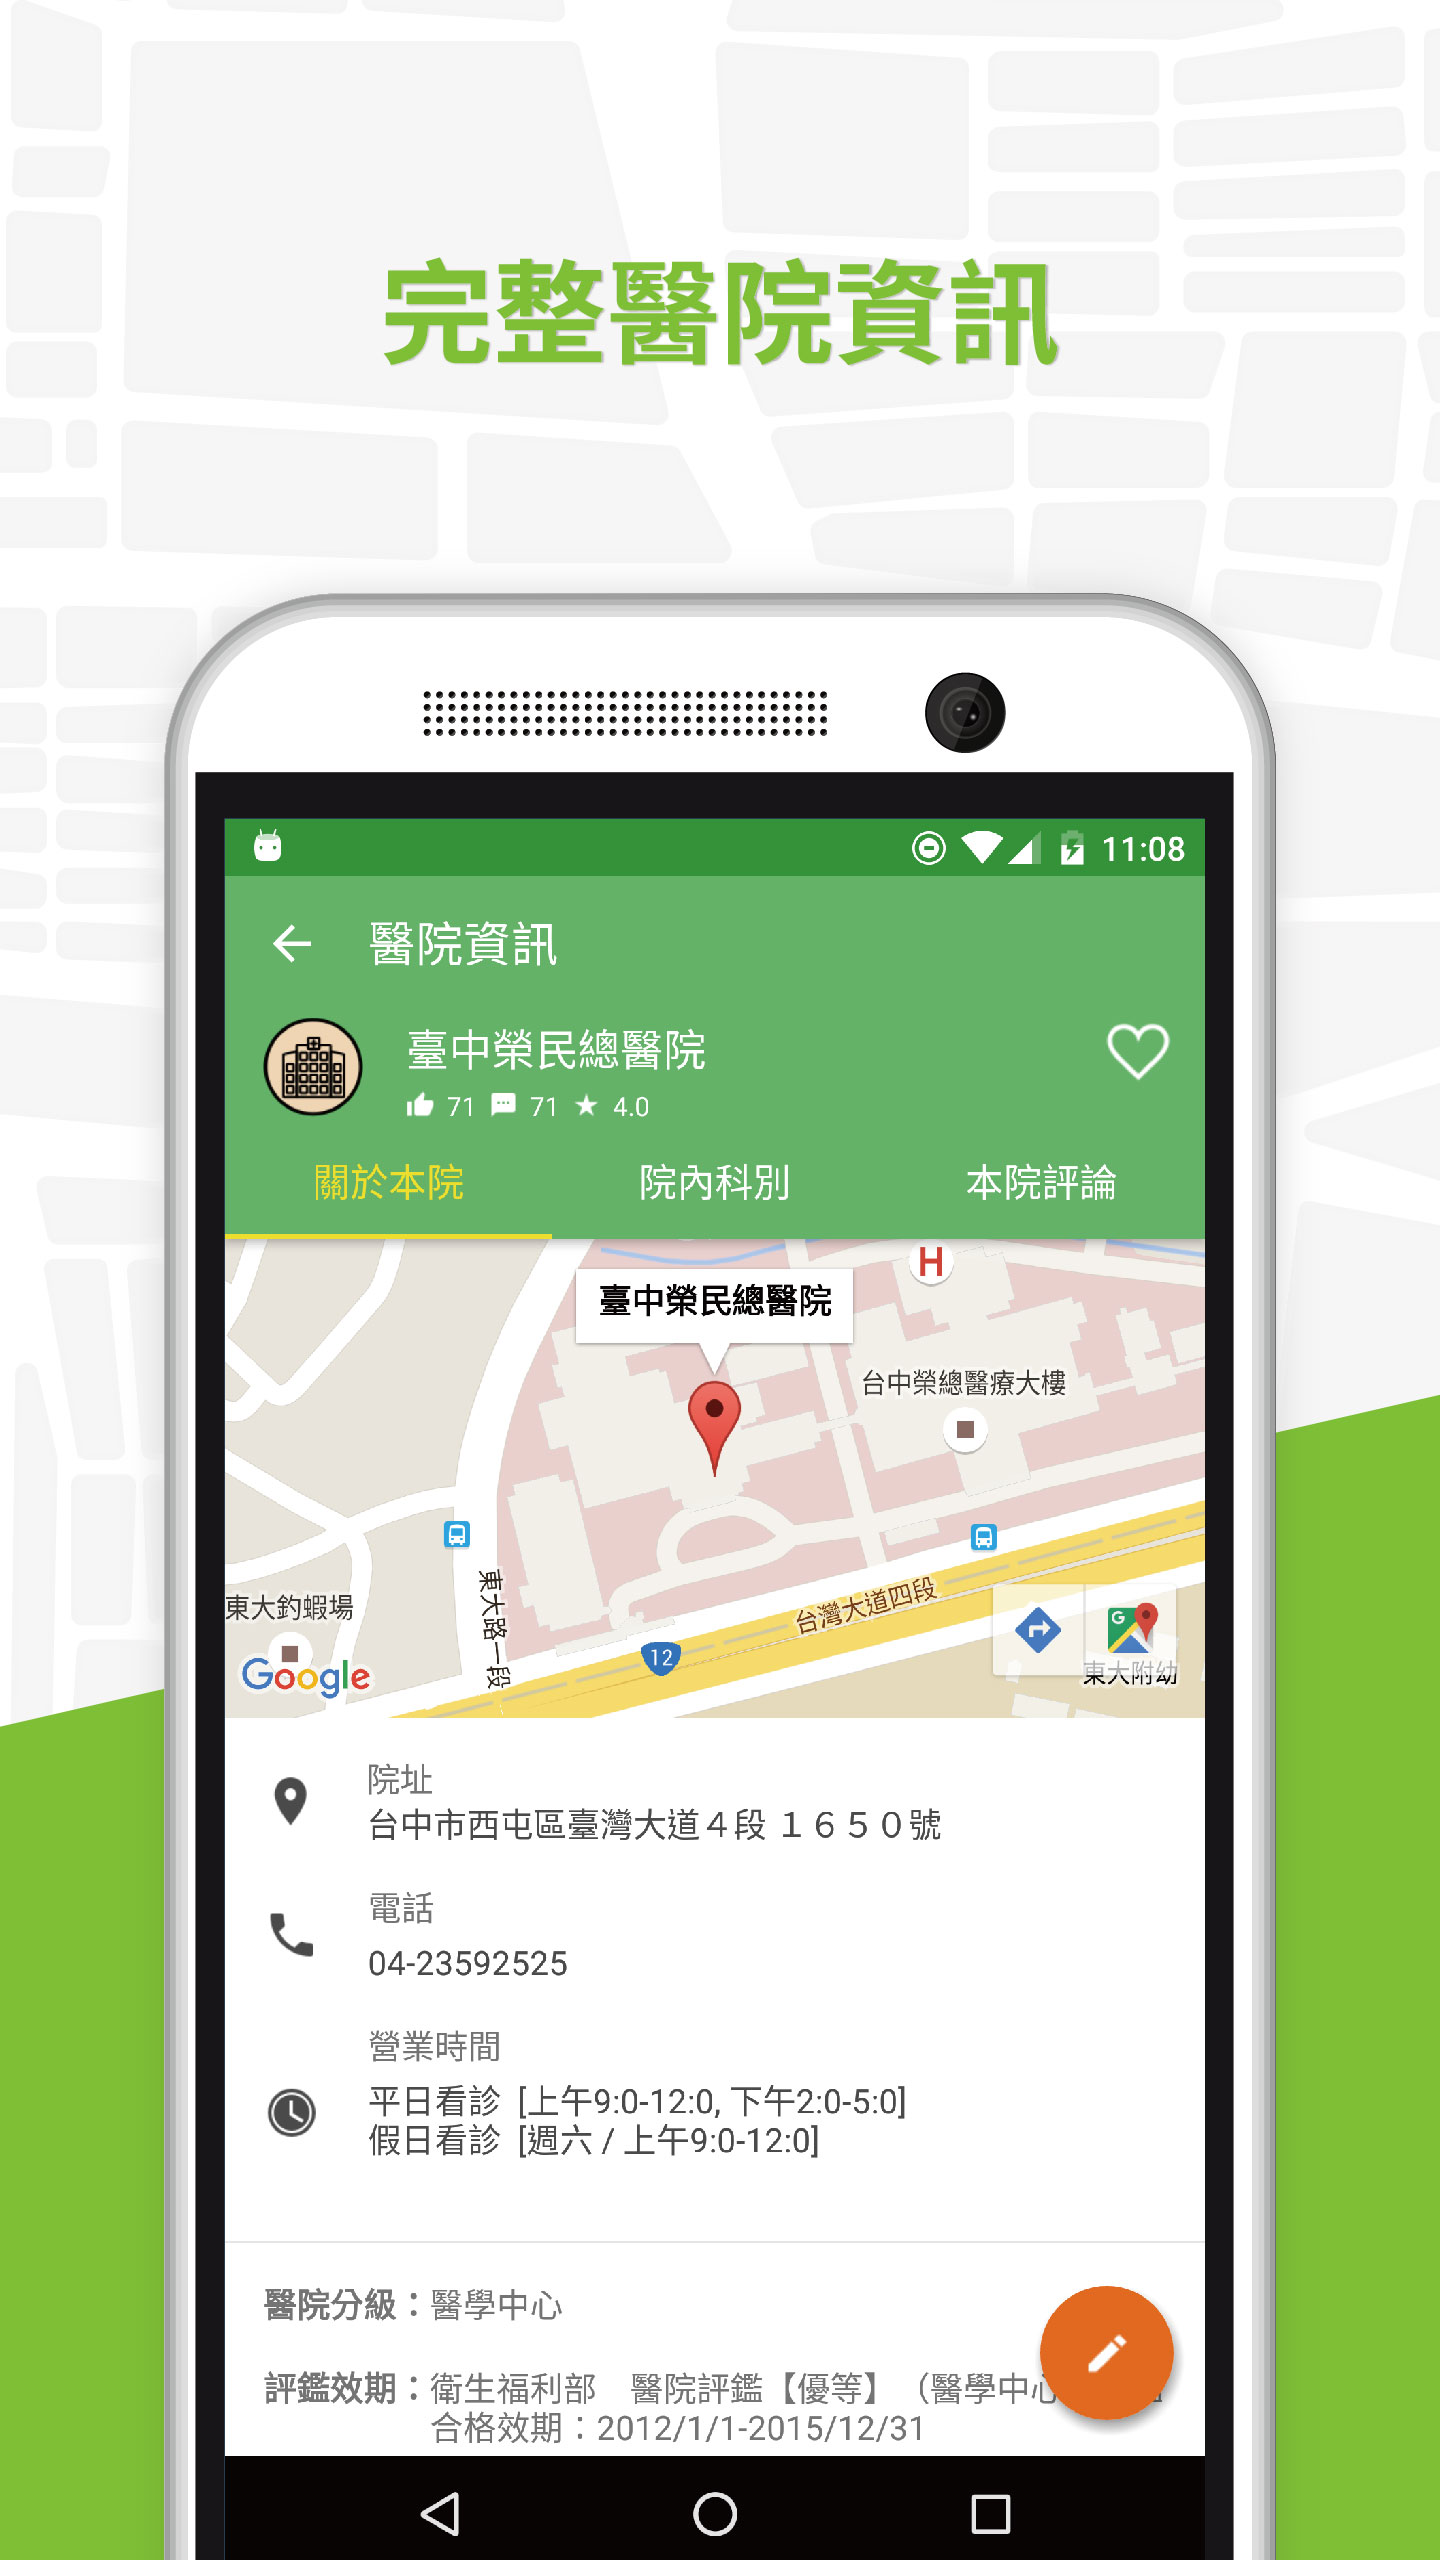 完整醫院資訊
11:08
醫院資訊
臺中榮民總醫院
71 71 4.0
關於本院 院內科別 本院評論
H
臺中榮民總醫院
台中榮總醫療大樓
東大釣蝦場
東大路一段
台灣大道四段
12
G
Google
東大附幼
院址
台中市西屯區臺灣大道４段 １６５０號
電話
04-23592525
營業時間
平日看診 [上午9:0-12:0, 下午2:0-5:0]
假日看診 [週六 / 上午9:0-12:0]
醫院分級：醫學中心
評鑑效期：衛生福利部　醫院評鑑【優等】（醫學中心
合格效期：2012/1/1-2015/12/31